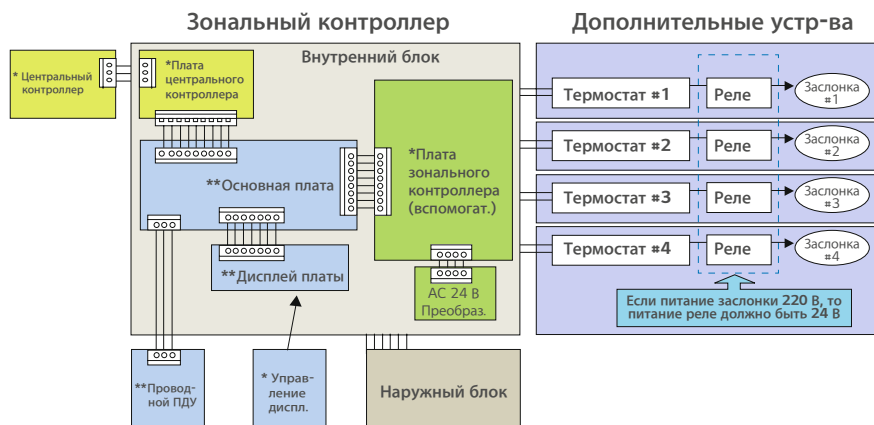 Зональный контроллер
Дополнительные устр-ва
Внутренний блок
* Центральный
контроллер
*Плата
центрального
контроллера
**Основная плата
*Плата
зонального
контроллера
(вспомогат.)
**Дисплей платы
АС 24 В
Преобраз.
**Провод-
ной ПДУ
* Управ-
ление
диспл.
Наружный блок
Термостат #1
Реле
Заслонка
#1
Термостат #2
Реле
Заслонка
#2
Термостат #3
Реле
Заслонка
#3
Термостат #4
Реле
Заслонка
#4
Если питание заслонки 220 В, то
питание реле должно быть 24 В